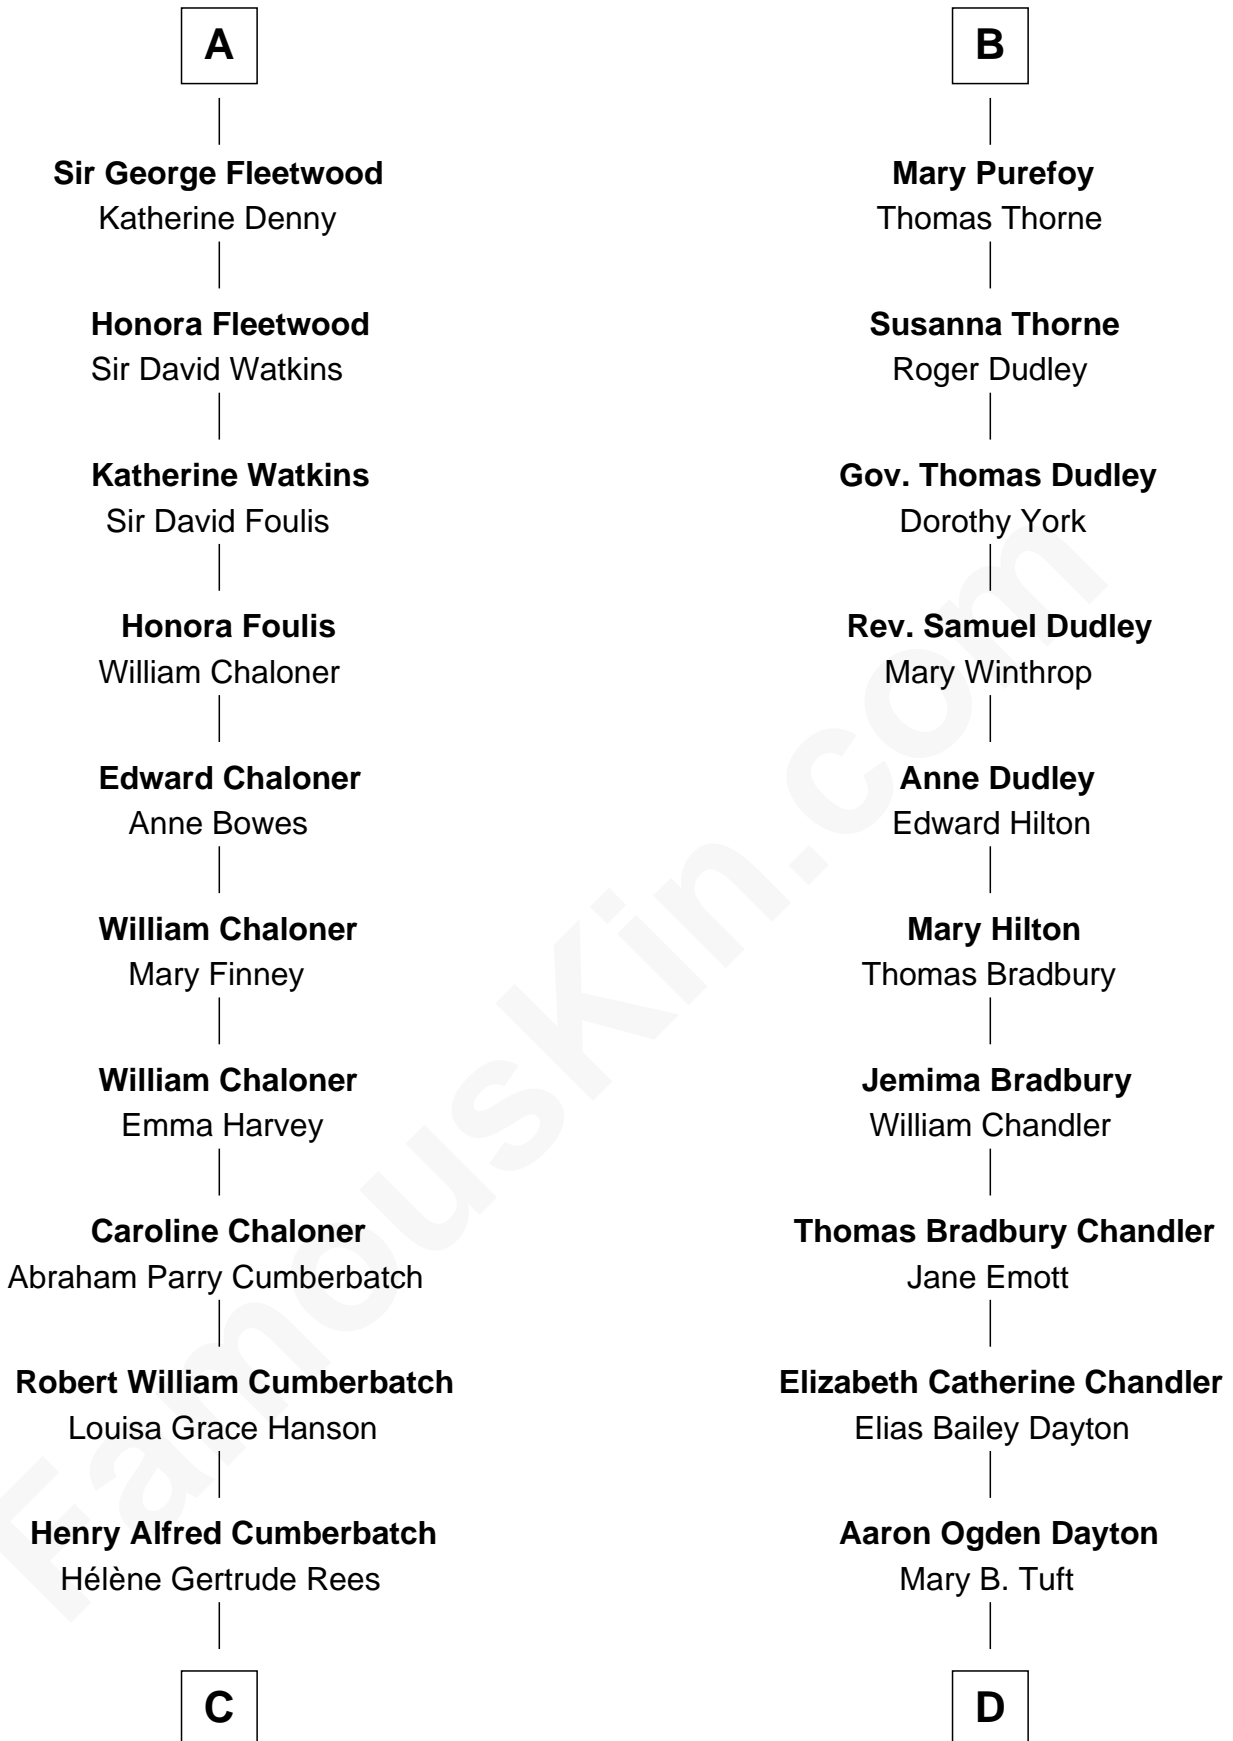 A
Sir George Fleetwood
Katherine Denny
Honora Fleetwood
Sir David Watkins
Katherine Watkins
Sir David Foulis
Honora Foulis
William Chaloner
Edward Chaloner
Anne Bowes
William Chaloner
Mary Finney
William Chaloner
Emma Harvey
Caroline Chaloner
Abraham Parry Cumberbatch
Robert William Cumberbatch
Louisa Grace Hanson
Henry Alfred Cumberbatch
Hélène Gertrude Rees
C
B
Mary Purefoy
Thomas Thorne
Susanna Thorne
Roger Dudley
Gov. Thomas Dudley
Dorothy York
Rev. Samuel Dudley
Mary Winthrop
Anne Dudley
Edward Hilton
Mary Hilton
Thomas Bradbury
Jemima Bradbury
William Chandler
Thomas Bradbury Chandler
Jane Emott
Elizabeth Catherine Chandler
Elias Bailey Dayton
Aaron Ogden Dayton
Mary B. Tuft
D
FamousKin.com